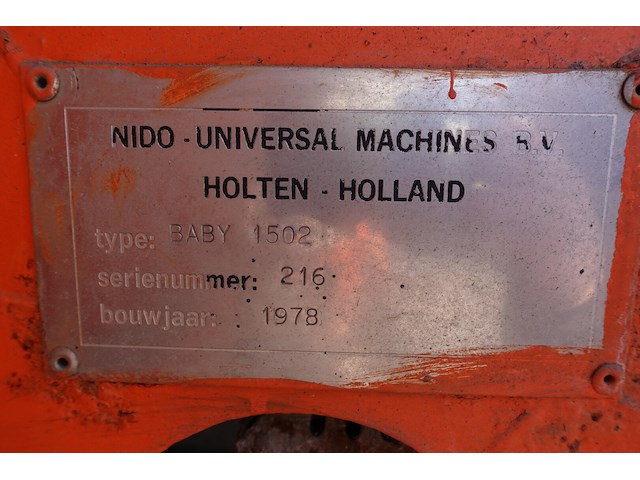 NIDO - UNIVERSAL MACHINES B.V.
HOLTEN - HOLLAND
type: BABY 1502
serienummer: 216
bouwjaar: 1978